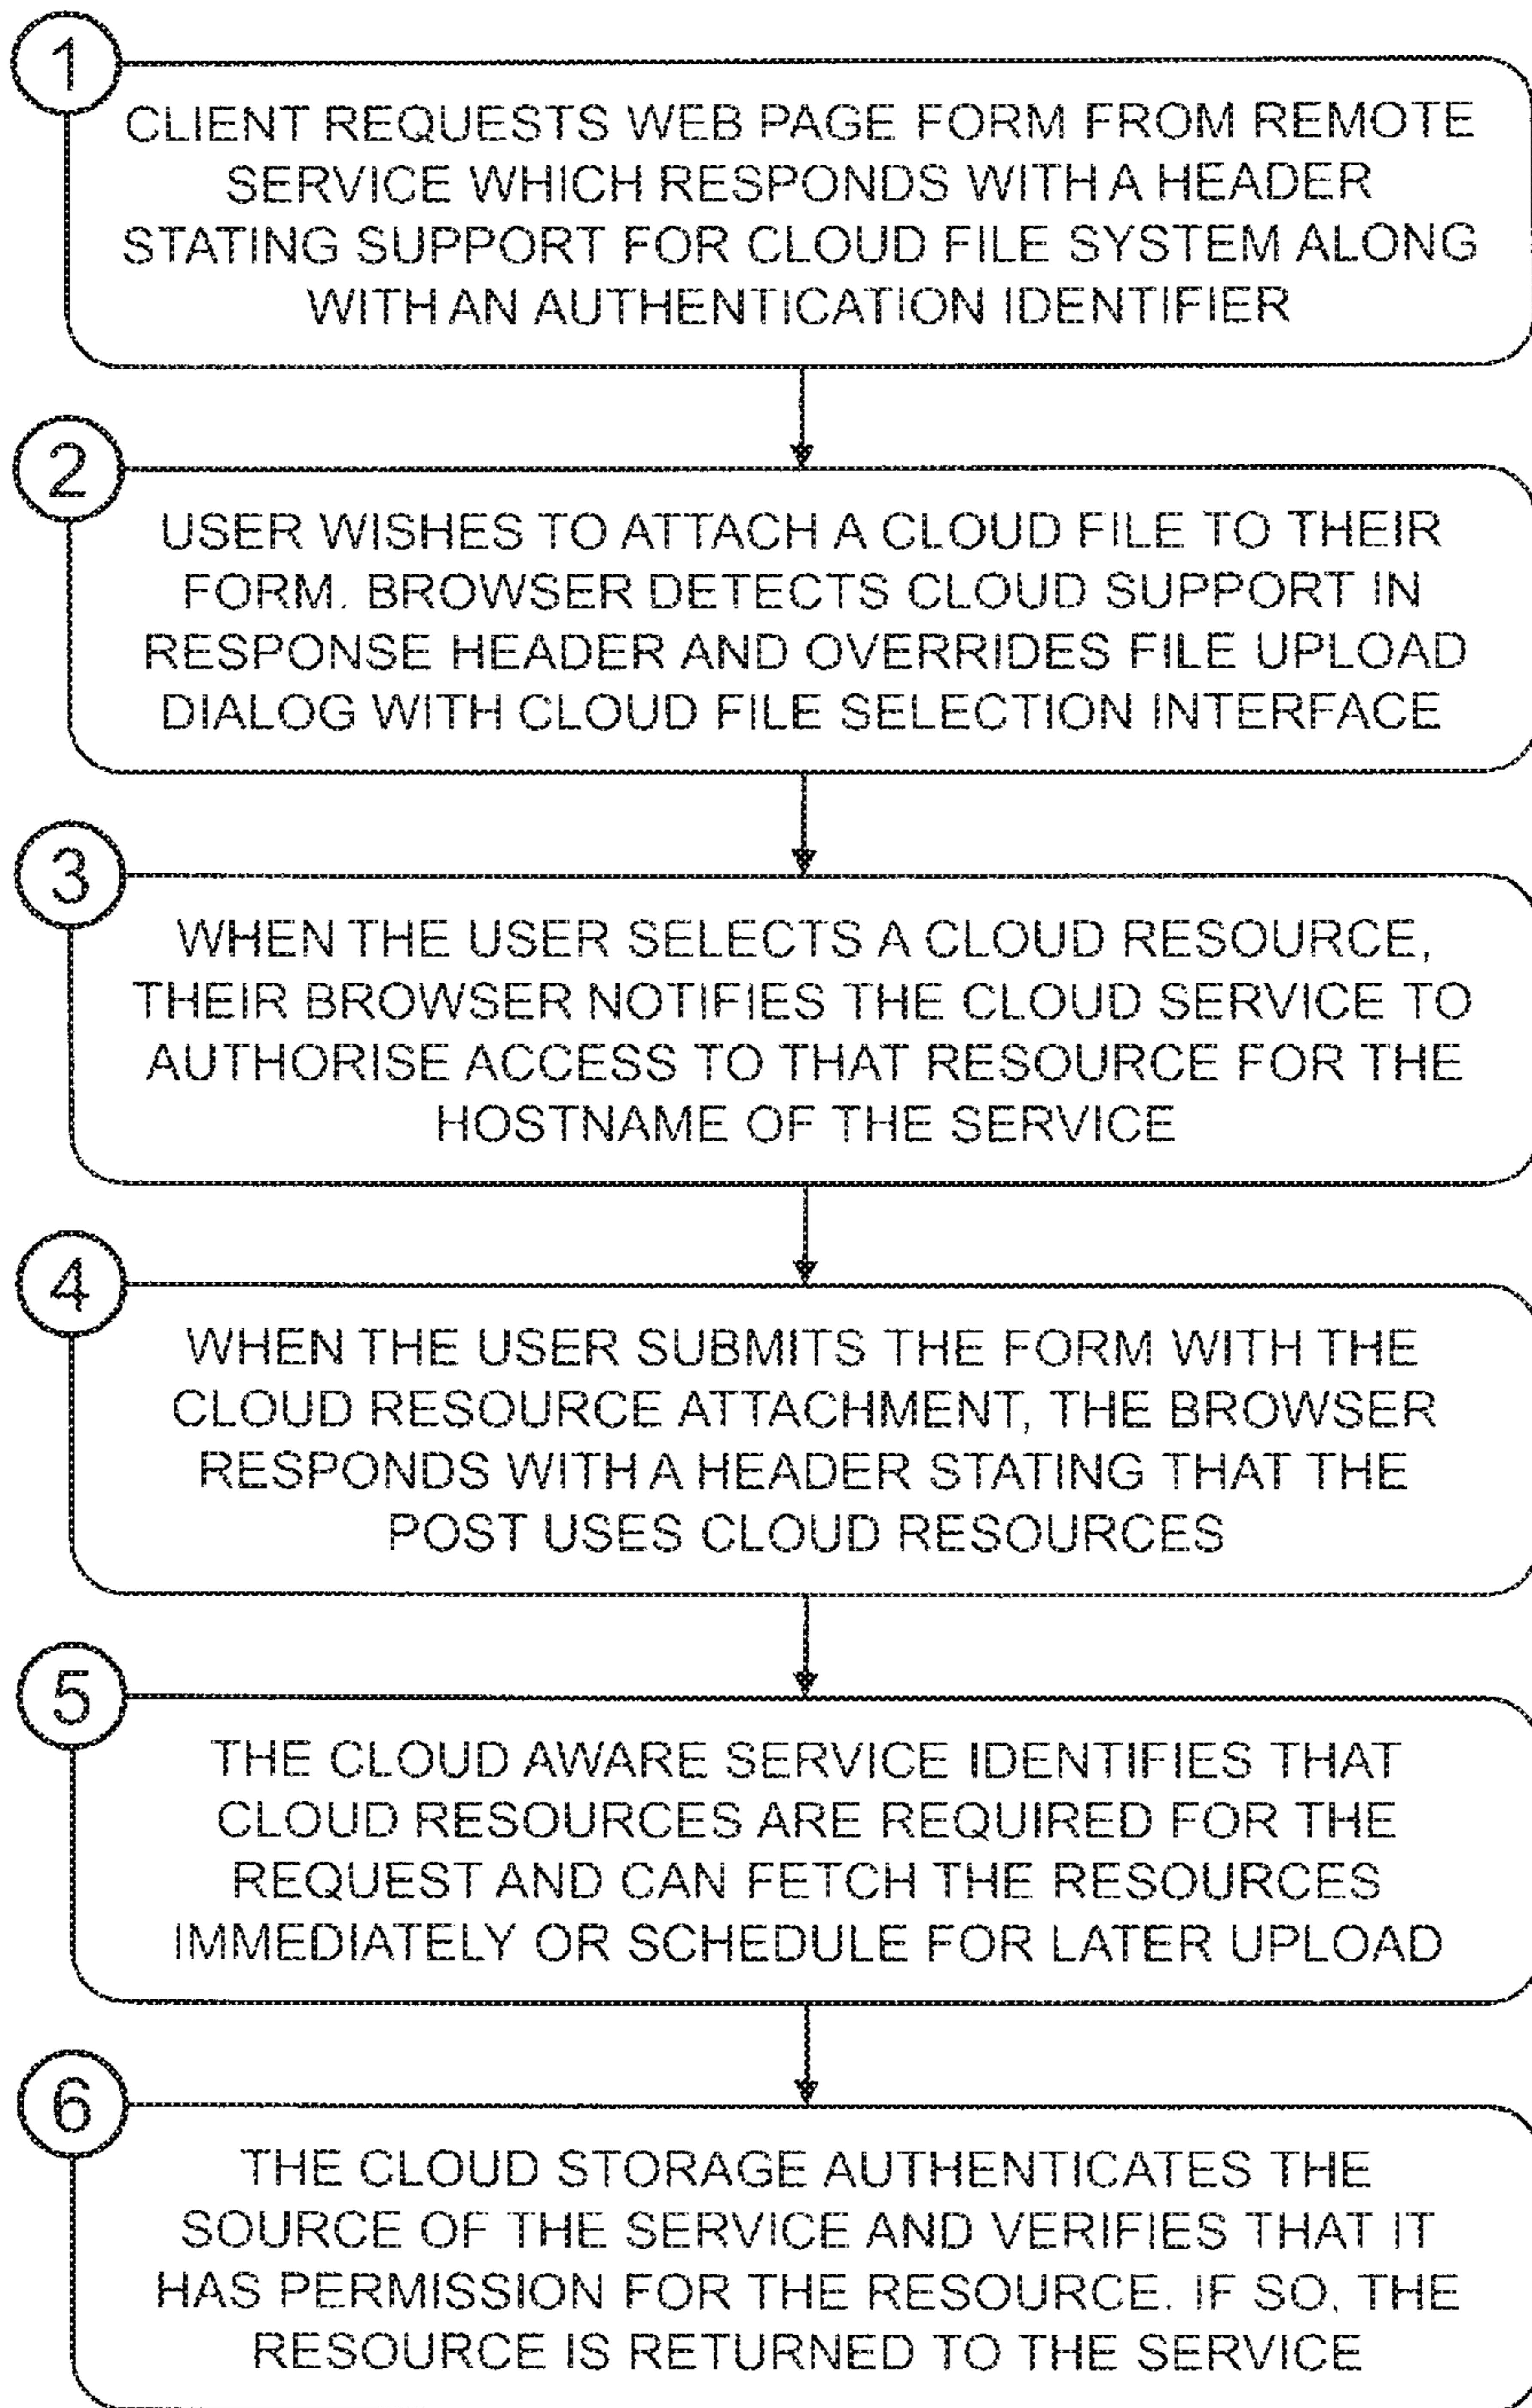 1
CLIENT REQUESTS WEB PAGE FORM FROM REMOTE
SERVICE WHICH RESPONDS WITH A HEADER
STATING SUPPORT FOR CLOUD FILE SYSTEM ALONG
WITH AN AUTHENTICATION IDENTIFIER
2
USER WISHES TO ATTACH A CLOUD FILE TO THEIR
FORM. BROWSER DETECTS CLOUD SUPPORT IN
RESPONSE HEADER AND OVERRIDES FILE UPLOAD
DIALOG WITH CLOUD FILE SELECTION INTERFACE
3
WHEN THE USER SELECTS A CLOUD RESOURCE,
THEIR BROWSER NOTIFIES THE CLOUD SERVICE TO
AUTHORISE ACCESS TO THAT RESOURCE FOR THE
HOSTNAME OF THE SERVICE
4
WHEN THE USER SUBMITS THE FORM WITH THE
CLOUD RESOURCE ATTACHMENT, THE BROWSER
RESPONDS WITH A HEADER STATING THAT THE
POST USES CLOUD RESOURCES
5
THE CLOUD AWARE SERVICE IDENTIFIES THAT
CLOUD RESOURCES ARE REQUIRED FOR THE
REQUEST AND CAN FETCH THE RESOURCES
IMMEDIATELY OR SCHEDULE FOR LATER UPLOAD
6
THE CLOUD STORAGE AUTHENTICATES THE
SOURCE OF THE SERVICE AND VERIFIES THAT IT
HAS PERMISSION FOR THE RESOURCE. IF SO, THE
RESOURCE IS RETURNED TO THE SERVICE